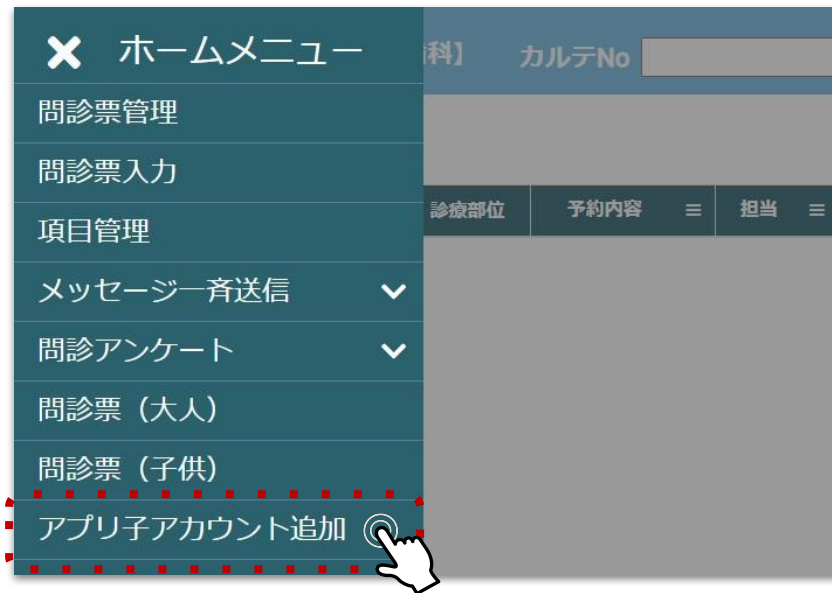 ホームメニュー
科】 カルテNo
問診票管理
問診票入力
診療部位 予約内容 担当
項目管理
メッセージ一斉送信
問診アンケート
問診票（大人）
問診票（子供）
アプリ子アカウント追加